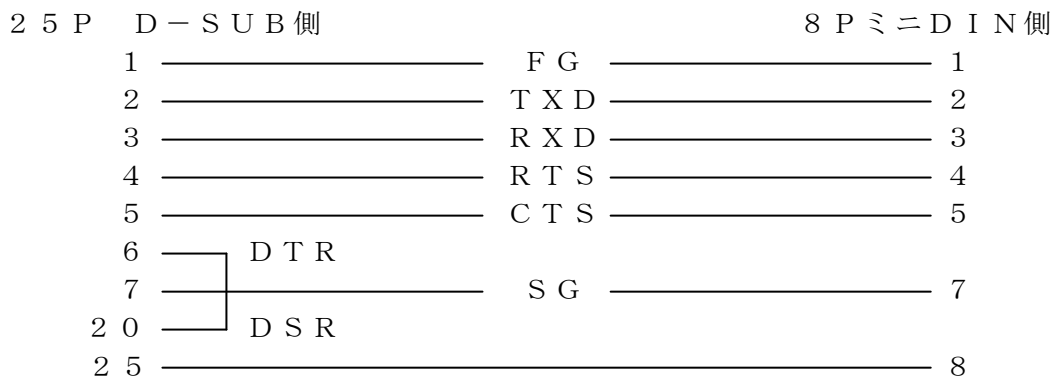 ２５Ｐ　Ｄ－ＳＵＢ側　８Ｐミニ ＤＩＮ側
１　ＦＧ　１
２　ＴＸＤ　２
３　ＲＸＤ　３
４　ＲＴＳ　４
５　ＣＴＳ　５
６　ＤＴＲ
７　ＳＧ　７
２０　ＤＳＲ
２５　８